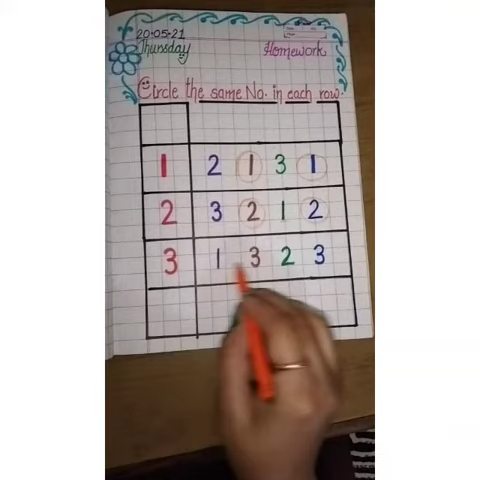 20.05.21
Thursday Homework
Circle the same No. in each row.
1 2 1 3 1
2 3 2 1 2
3 1 3 2 3